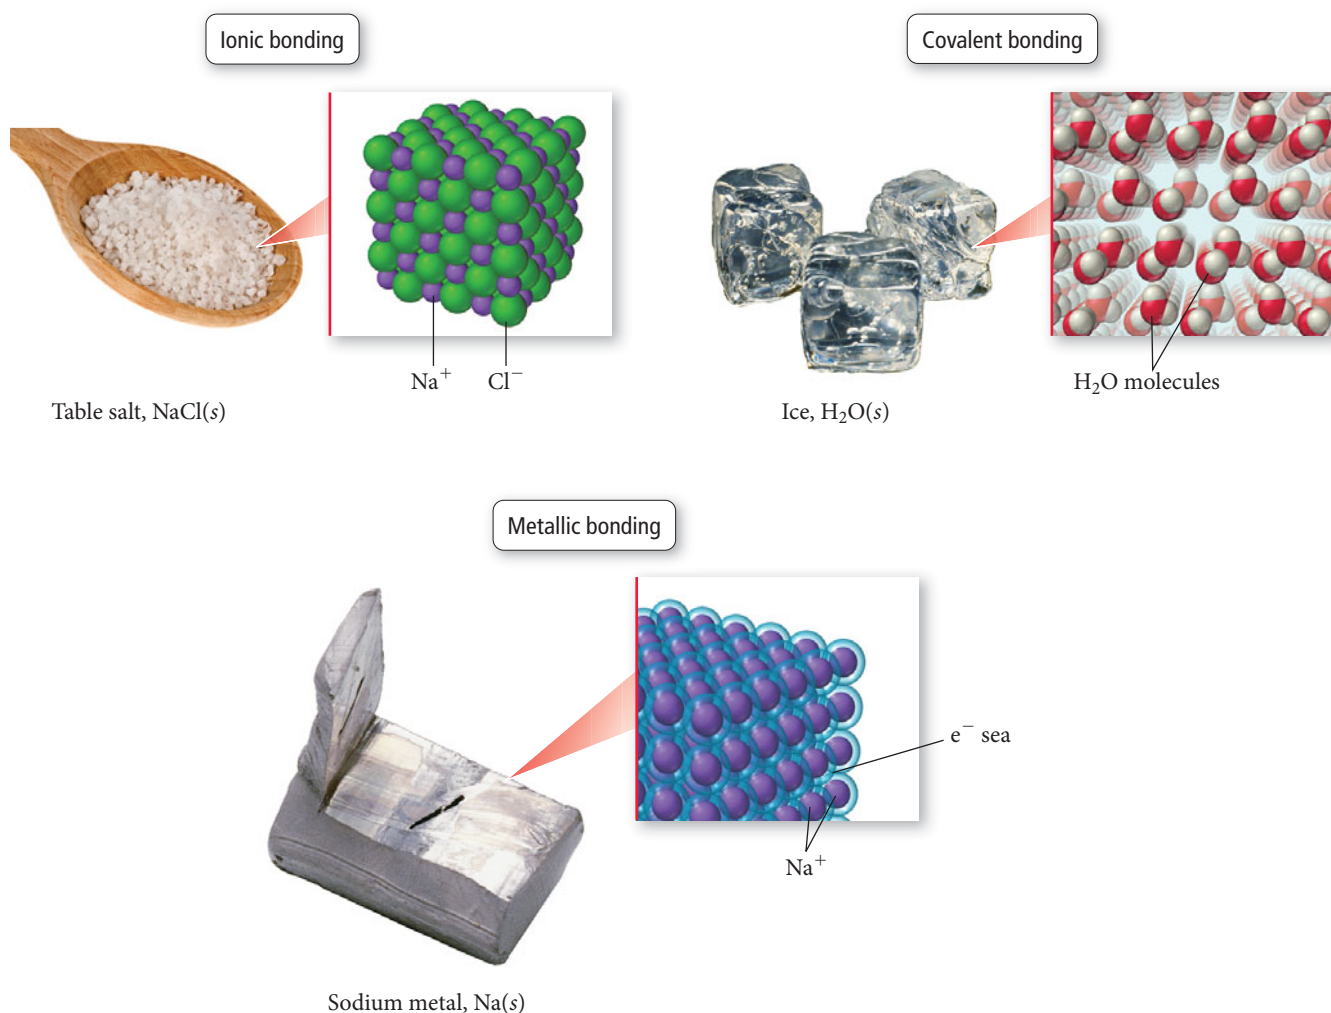 Ionic bonding
Covalent bonding
Na⁺ Cl⁻
H₂O molecules
Table salt, NaCl(s)
Ice, H₂O(s)
Metallic bonding
e⁻ sea
Na⁺
Sodium metal, Na(s)